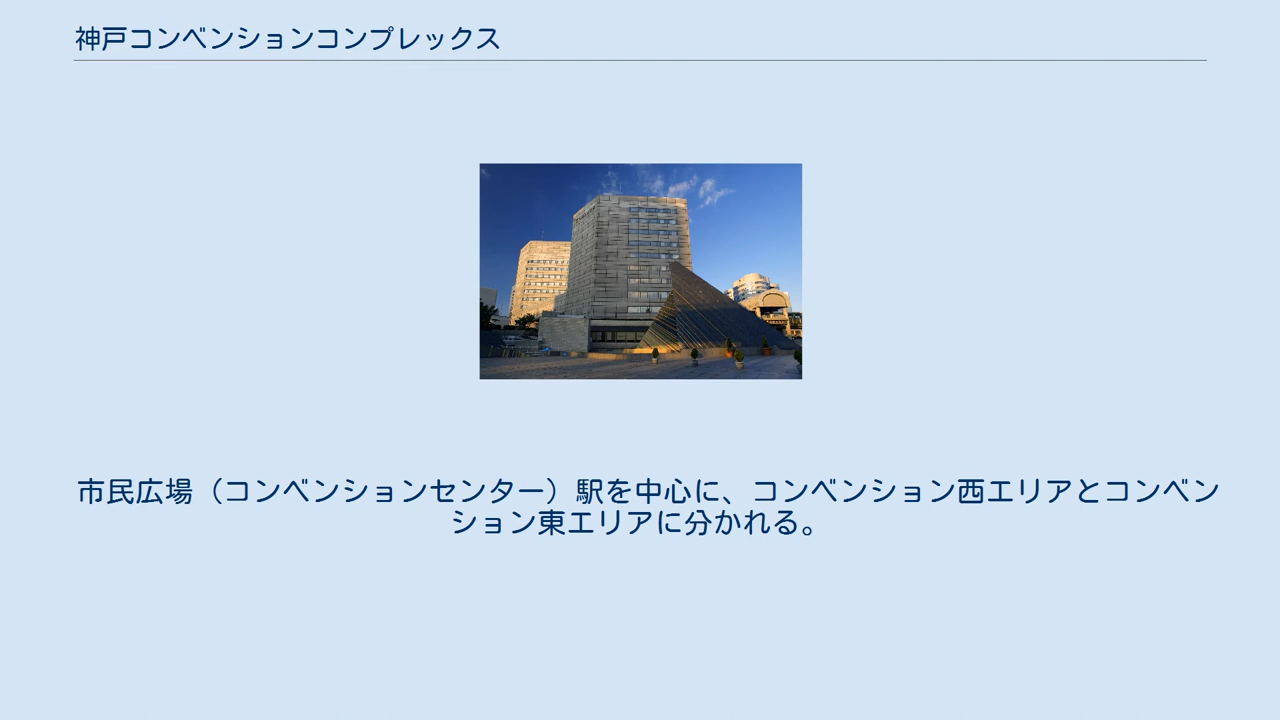 神戸コンベンションコンプレックス
市民広場（コンベンションセンター）駅を中心に、コンベンション西エリアとコンベン
ション東エリアに分かれる。